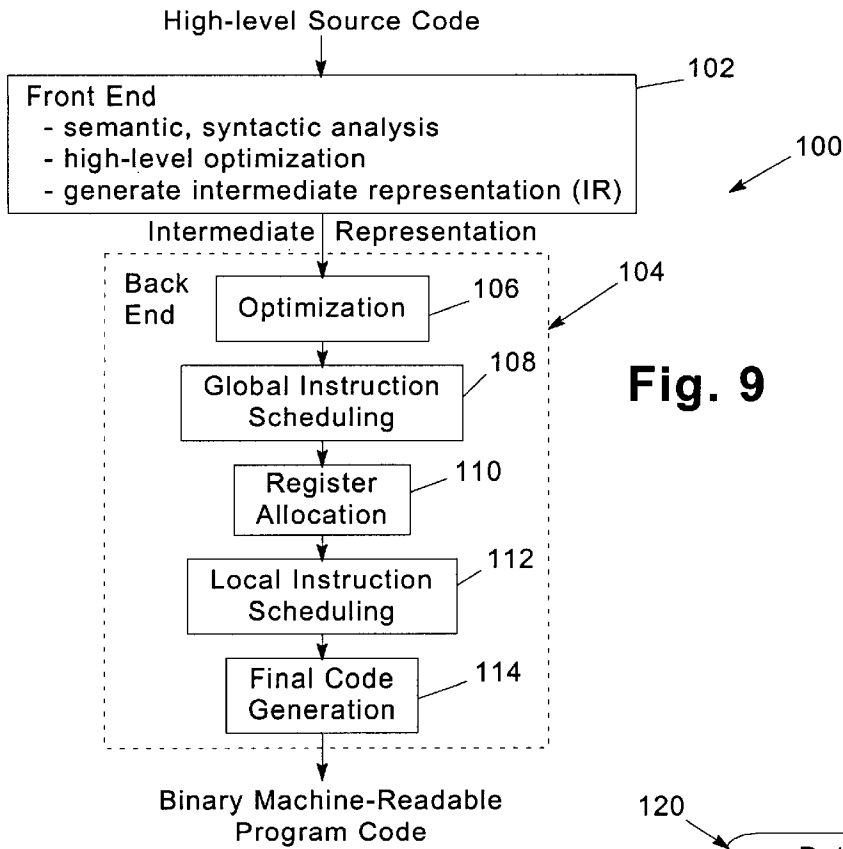 High-level Source Code
102
Front End
- semantic, syntactic analysis
- high-level optimization
- generate intermediate representation (IR)
100
Intermediate Representation
Back
End
104
Optimization
106
Global Instruction
Scheduling
108
Fig. 9
Register
Allocation
110
Local Instruction
Scheduling
112
Final Code
Generation
114
Binary Machine-Readable
Program Code
120